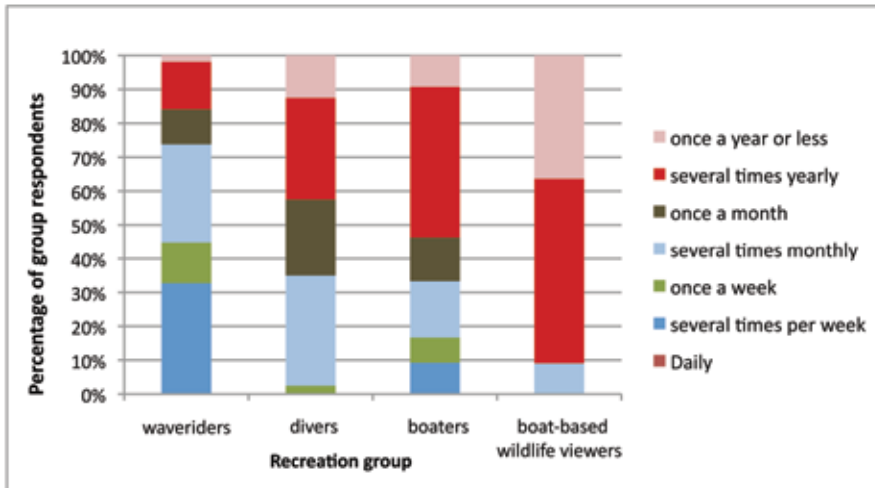 100%
90%
80%
70%
60%
50%
40%
30%
20%
10%
0%
Percentage of group respondents
waveriders
divers
boaters
boat-based
wildlife viewers
Recreation group
once a year or less
several times yearly
once a month
several times monthly
once a week
several times per week
Daily